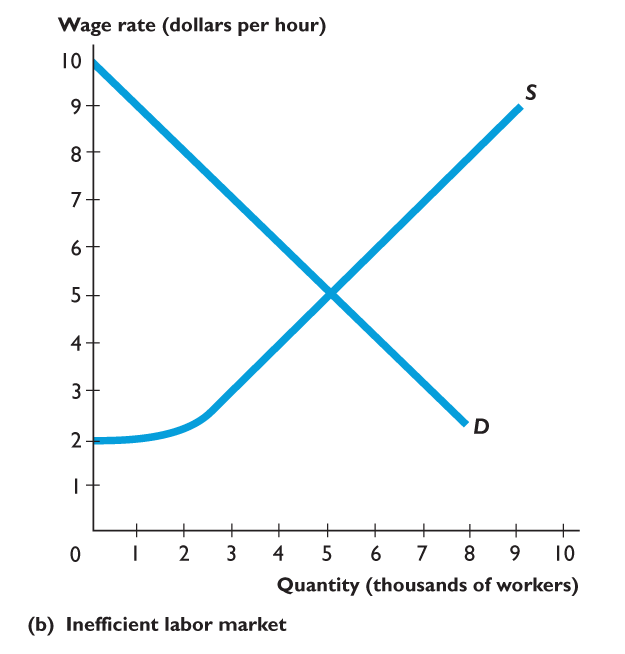 Wage rate (dollars per hour)
10
9
8
7
6
5
4
3
2
1
S
D
0 1 2 3 4 5 6 7 8 9 10
Quantity (thousands of workers)
(b) Inefficient labor market